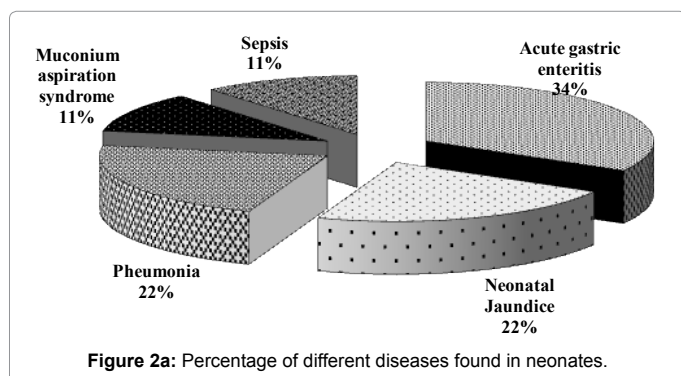 Sepsis
11%
Muconium
aspiration
syndrome
11%
Acute gastric
enteritis
34%
Pheumonia
22%
Neonatal
Jaundice
22%
Figure 2a: Percentage of different diseases found in neonates.